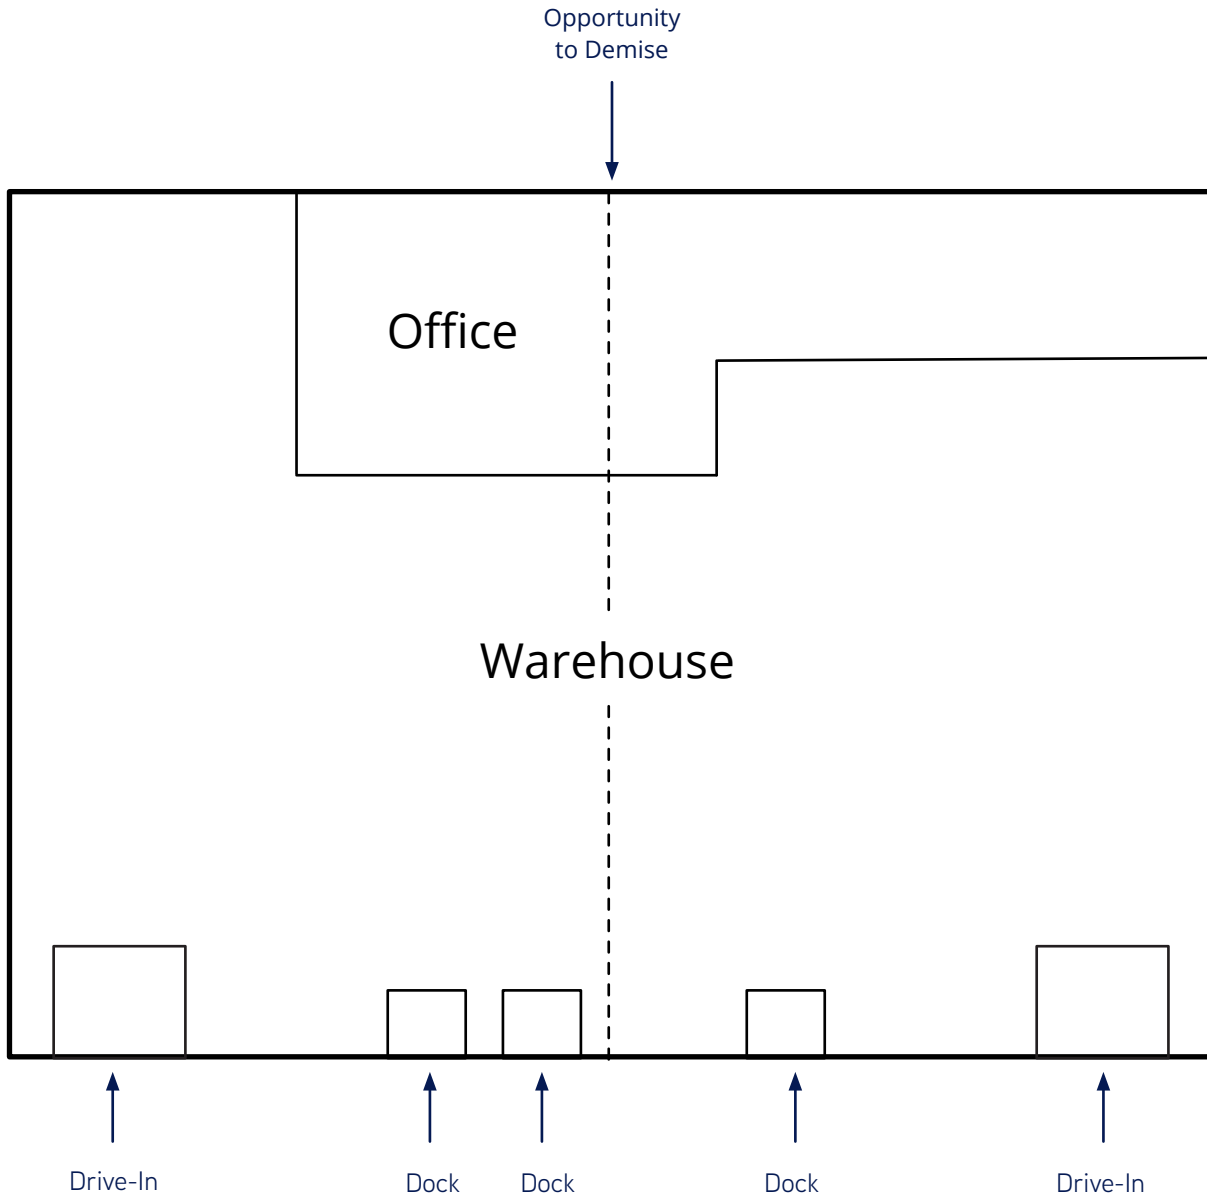 Opportunity
to Demise
Office
Warehouse
Drive-In
Dock
Dock
Dock
Drive-In